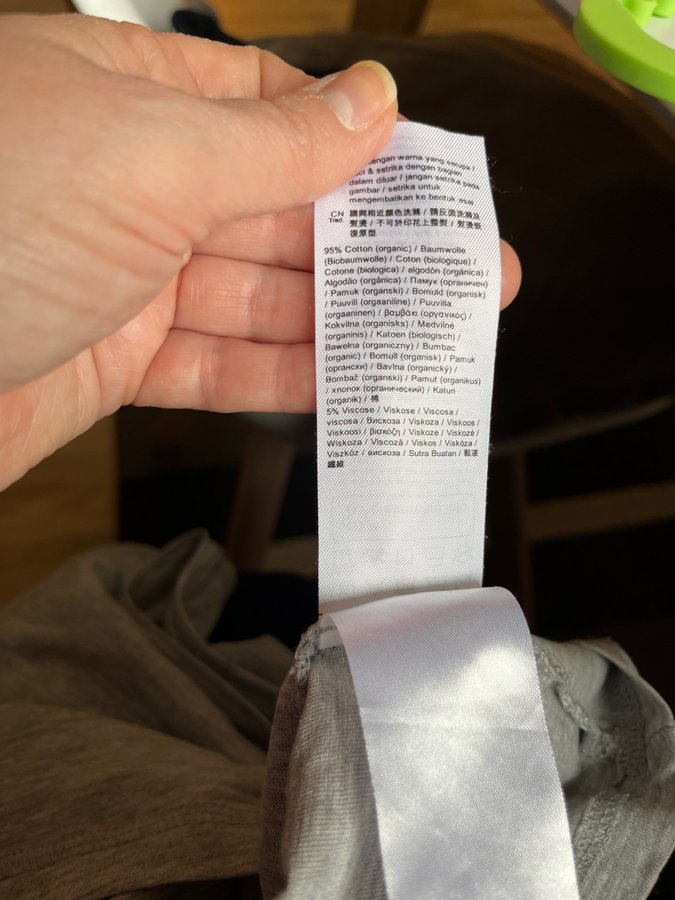 dengan warna yang serupa /
cuci & setrika dengan bagian
dalam diluar / jangan setrika pada
gambar / setrika untuk
mengembalikan ke bentuk asal
CN
Trad.
請與相近顏色洗滌 / 請反面洗滌及
熨燙 / 不可於印花上整熨 / 熨燙
復原型
95% Cotton (organic) / Baumwolle
(Biobaumwolle) / Coton (biologique) /
Cotone (biologica) / algodón (orgánica) /
Algodão (orgânica) / Памук (органичен)
/ Pamuk (organski) / Bomuld (organisk)
/ Puuvill (orgaaniline) / Puuvilla
(orgaaninen) / βαμβάκι (οργανικός) /
Kokvilna (organisks) / Medvilnė
(organinis) / Katoen (biologisch) /
Bawełna (organiczny) / Bumbac
(organic) / Bomull (organisk) / Pamuk
(органски) / Bavlna (organický) /
Bombaž (organski) / Pamut (organikus)
/ хлопок (органический) / Katun
(organik) / 棉
5% Viscose / Viskose / Viscosa /
viscosa / Вискоза / Viskoza / Viskoos /
Viskoosi / βισκόζη / Viskoze / Viskozė /
Wiskoza / Viscoză / Viskos / Viskóza /
Viszkóz / вискоза / Sutra Buatan / 黏液
纖維